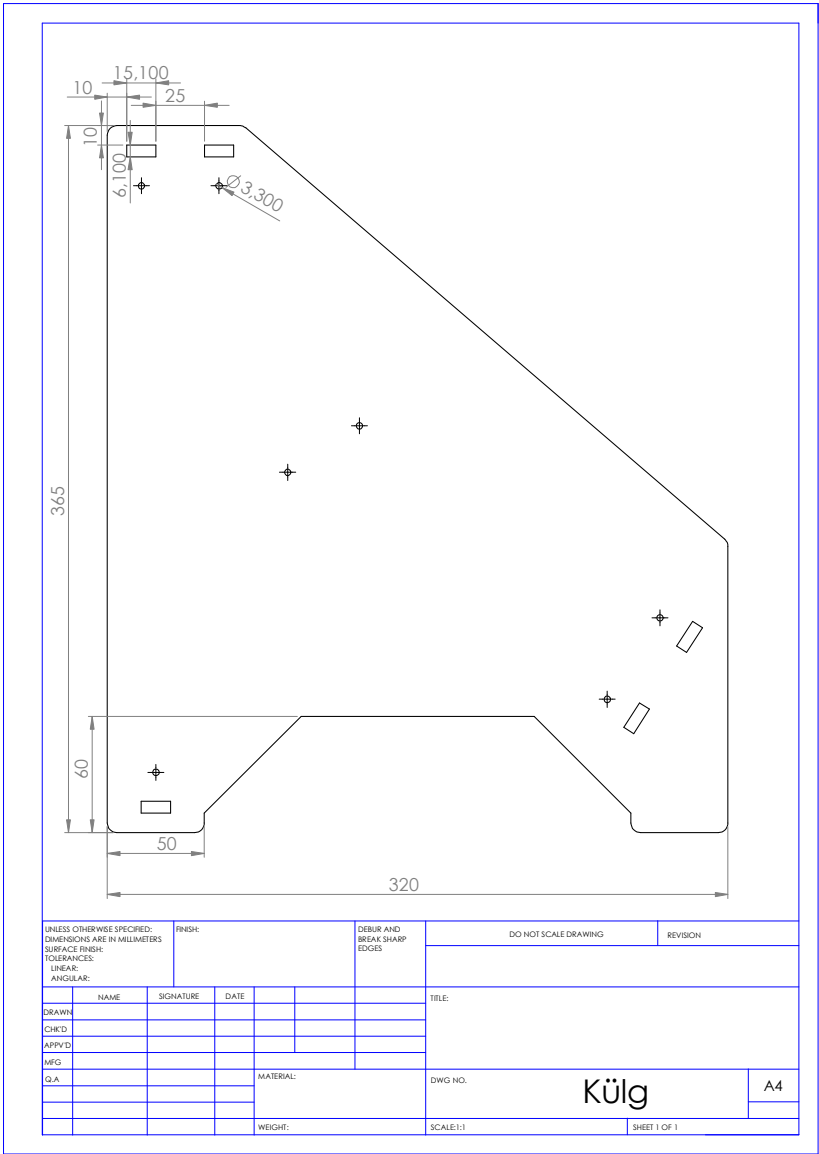 15,100
10
25
10
6,100
Ø 3,300
365
60
50
320
UNLESS OTHERWISE SPECIFIED:
DIMENSIONS ARE IN MILLIMETERS
SURFACE FINISH:
TOLERANCES:
LINEAR:
ANGULAR:
FINISH:
DEBUR AND
BREAK SHARP
EDGES
DO NOT SCALE DRAWING
REVISION
NAME
SIGNATURE
DATE
TITLE:
DRAWN
CHK'D
APPV'D
MFG
Q.A
MATERIAL:
DWG NO.
Külg
A4
WEIGHT:
SCALE:1:1
SHEET 1 OF 1